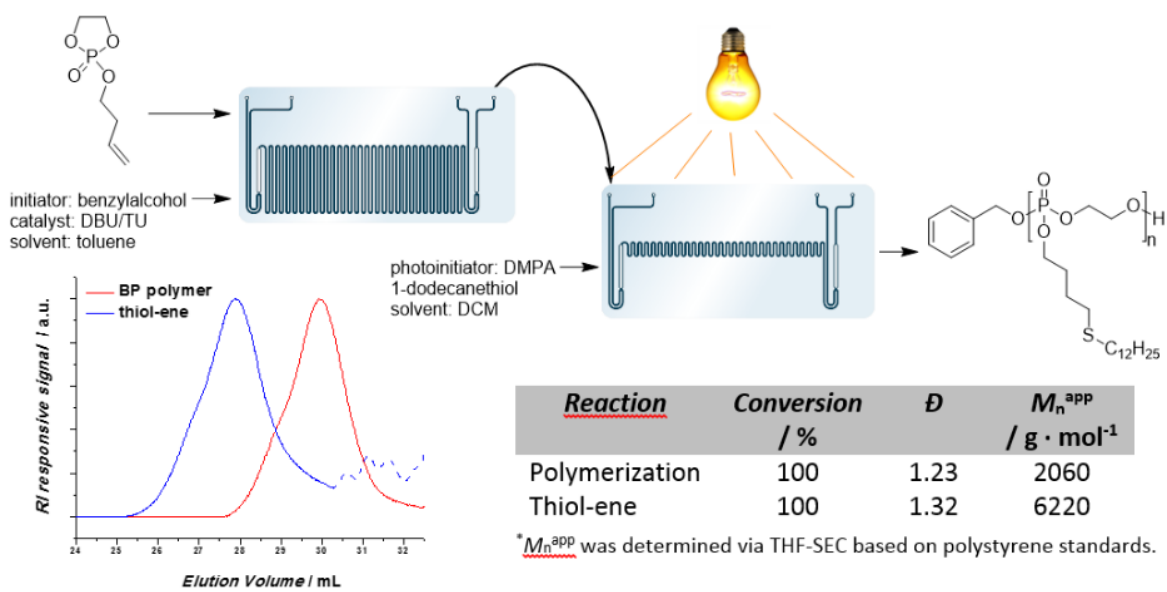 O
O
P
O
O
initiator: benzylalcohol
catalyst: DBU/TU
solvent: toluene
photoinitiator: DMPA
1-dodecanethiol
solvent: DCM
O
O
P
O
O
H
n
O
S
C₁₂H₂₅
BP polymer
thiol-ene
RI responsive signal / a.u.
24 25 26 27 28 29 30 31 32
Elution Volume / mL
Reaction Conversion Đ Mₙᵃᵖᵖ
/ % / g · mol⁻¹
Polymerization 100 1.23 2060
Thiol-ene 100 1.32 6220
*Mₙᵃᵖᵖ was determined via THF-SEC based on polystyrene standards.